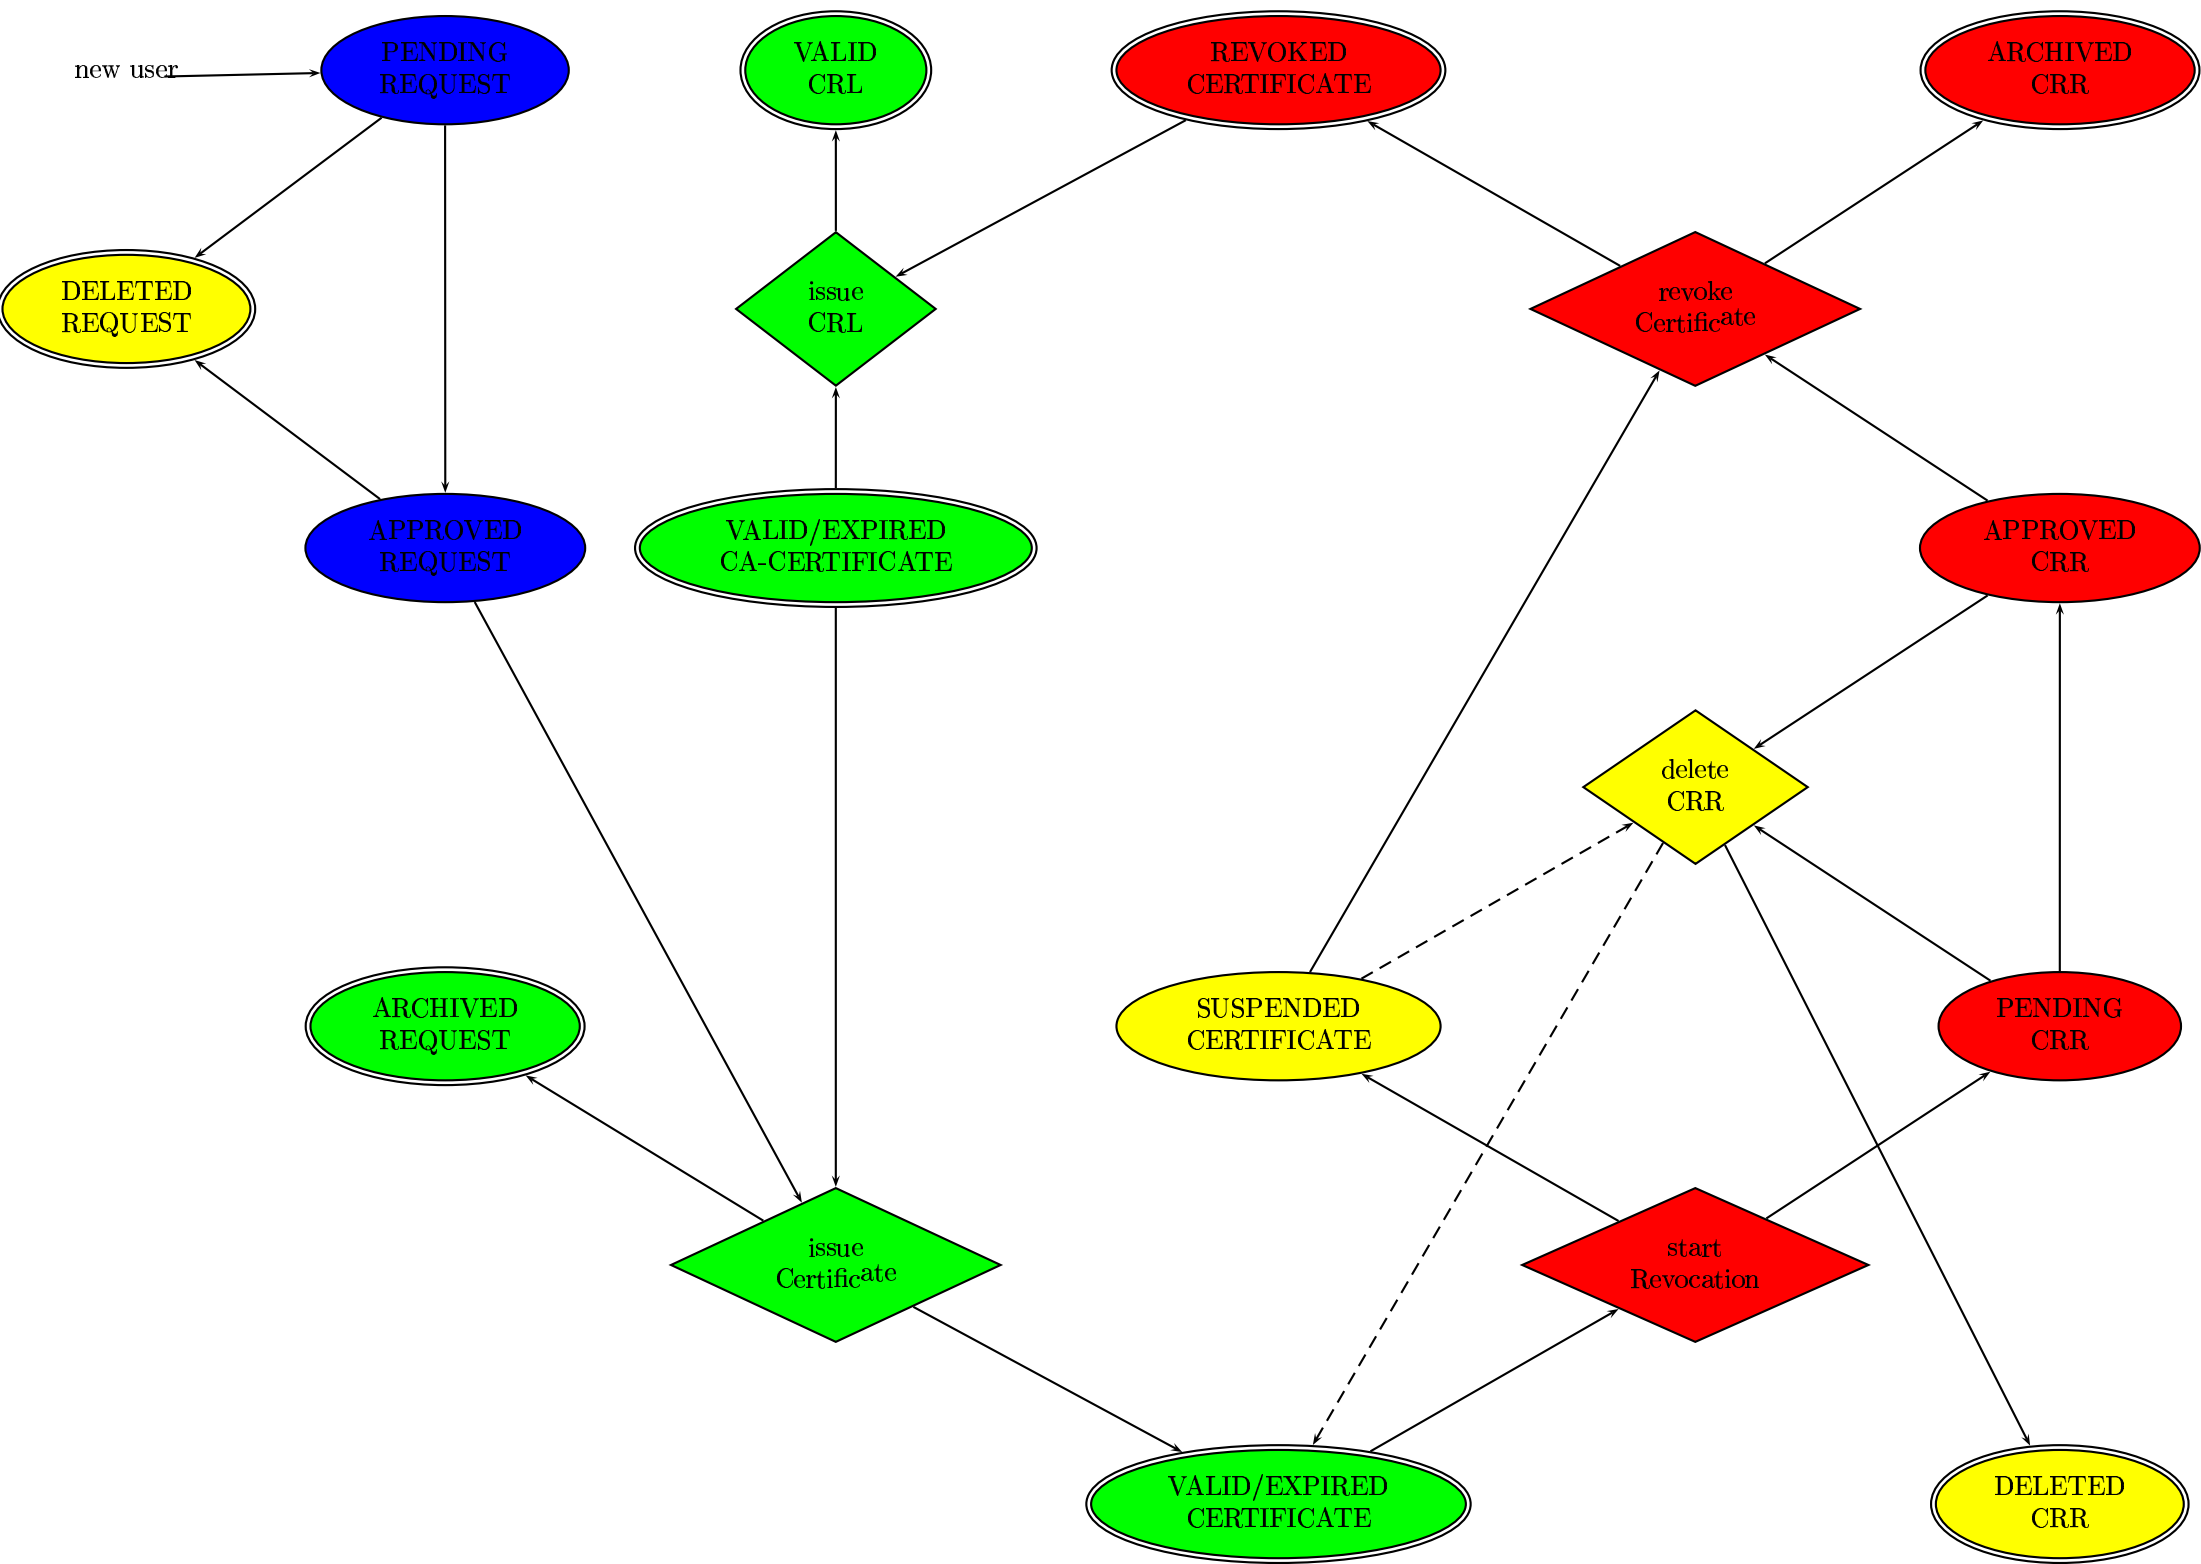 new user
PENDING
REQUEST
VALID
CRL
REVOKED
CERTIFICATE
ARCHIVED
CRR
DELETED
REQUEST
issue
CRL
revoke
Certificate
APPROVED
REQUEST
VALID/EXPIRED
CA-CERTIFICATE
APPROVED
CRR
delete
CRR
ARCHIVED
REQUEST
SUSPENDED
CERTIFICATE
PENDING
CRR
issue
Certificate
start
Revocation
VALID/EXPIRED
CERTIFICATE
DELETED
CRR